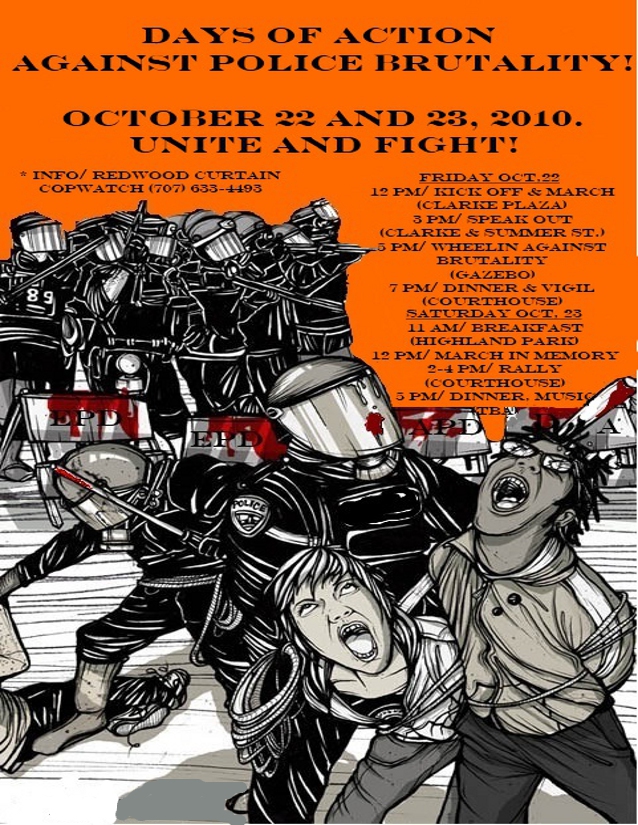 DAYS OF ACTION
AGAINST POLICE BRUTALITY!
OCTOBER 22 AND 23, 2010.
UNITE AND FIGHT!
* INFO/ REDWOOD CURTAIN
COPWATCH (707) 633-4493
FRIDAY OCT.22
12 PM/ KICK OFF & MARCH
(CLARKE PLAZA)
3 PM/ SPEAK OUT
(CLARKE & SUMMER ST.)
5 PM/ WHEELIN AGAINST
BRUTALITY
(GAZEBO)
7 PM/ DINNER & VIGIL
(COURTHOUSE)
SATURDAY OCT. 23
11 AM/ BREAKFAST
(HIGHLAND PARK)
12 PM/ MARCH IN MEMORY
2-4 PM/ RALLY
(COURTHOUSE)
5 PM/ DINNER, MUSIC
89
EPD
EPD
APD
POLICE